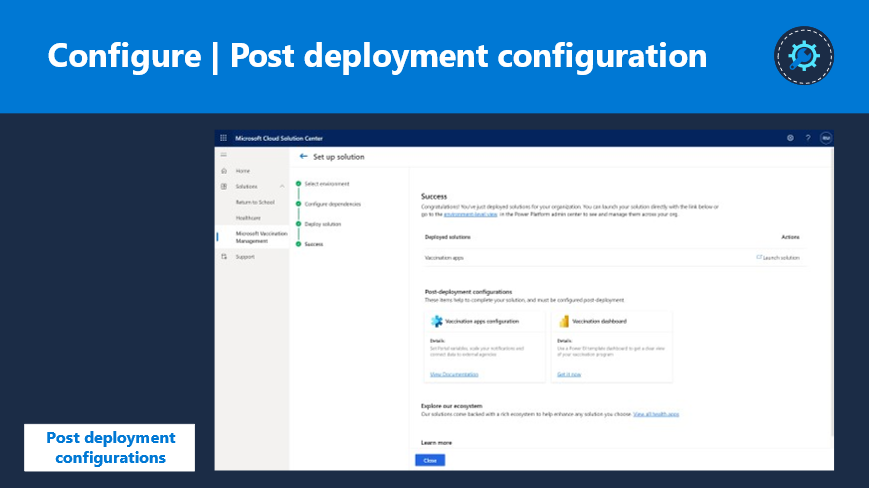 Configure | Post deployment configuration
Microsoft Cloud Solution Center
?
RM
Set up solution
Home
Solutions
Return to School
Healthcare
Microsoft Vaccination
Management
Support
Select environment
Configure dependencies
Deploy solution
Success
Success
Congratulations! You've just deployed solutions for your organization. You can launch your solution directly with the link below or
go to the environment-level view in the Power Platform admin center to see and manage them across your org.
Deployed solutions
Actions
Vaccination apps
Launch solution
Post-deployment configurations
These items help to complete your solution, and must be configured post-deployment.
Vaccination apps configuration
Details
Set Portal variables, scale your notifications and
connect data to external agencies
View Documentation
Vaccination dashboard
Details
Use a Power BI template dashboard to get a clear view
of your vaccination program
Get it now
Explore our ecosystem
Our solutions come backed with a rich ecosystem to help enhance any solution you choose. View all health apps
Learn more
Close
Post deployment
configurations